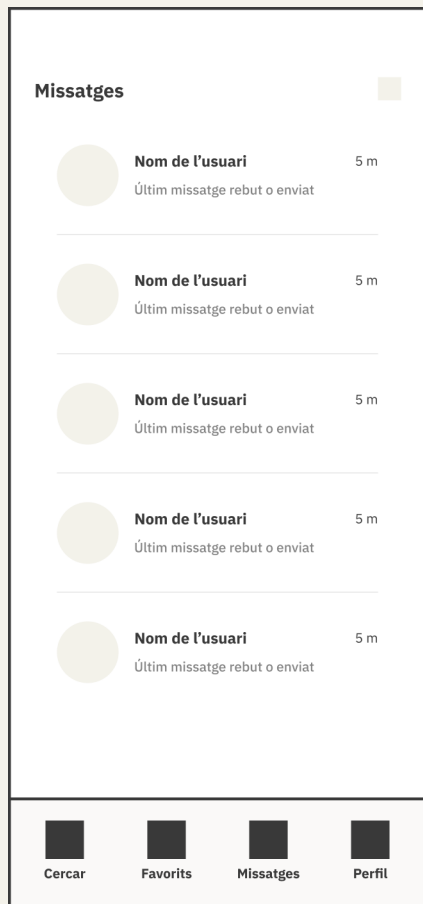 Missatges
Nom de l’usuari 5 m
Últim missatge rebut o enviat
Nom de l’usuari 5 m
Últim missatge rebut o enviat
Nom de l’usuari 5 m
Últim missatge rebut o enviat
Nom de l’usuari 5 m
Últim missatge rebut o enviat
Nom de l’usuari 5 m
Últim missatge rebut o enviat
Cercar Favorits Missatges Perfil